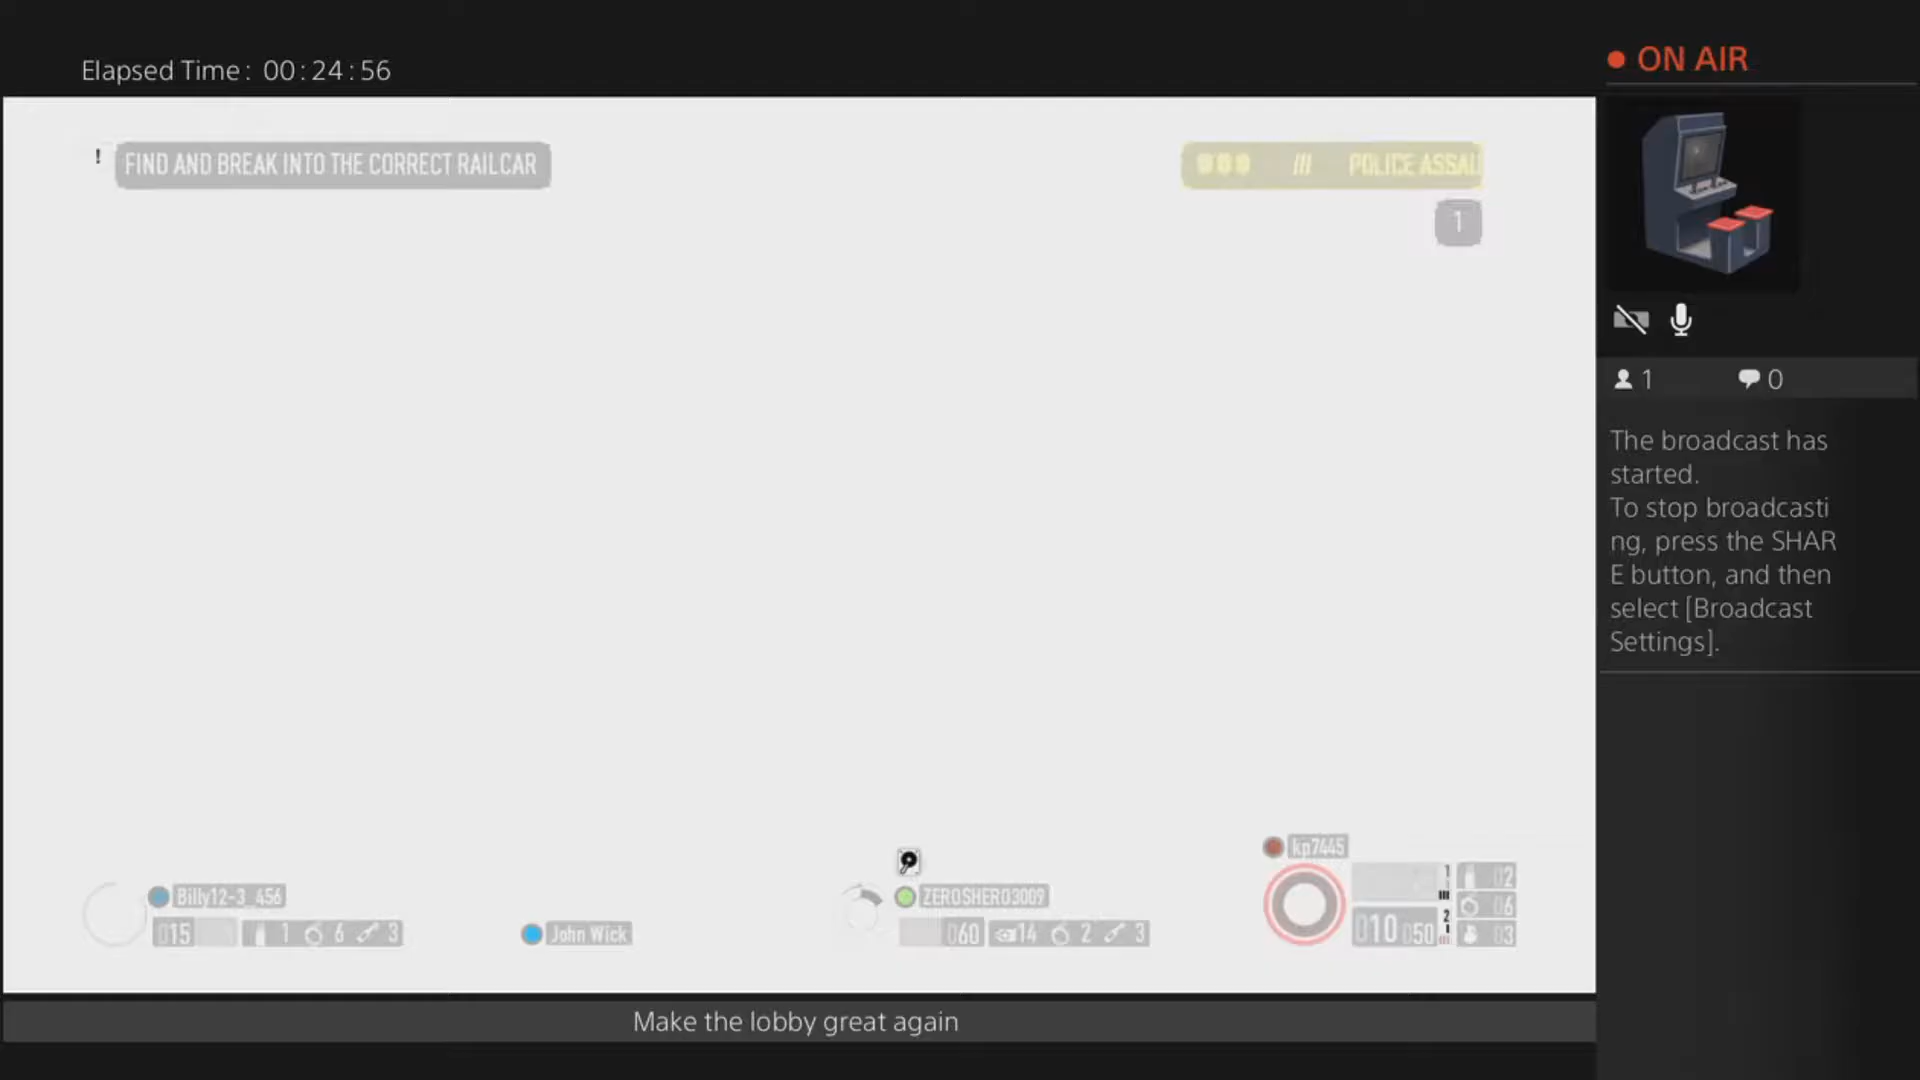 Elapsed Time: 00:24:56
ON AIR
! FIND AND BREAK INTO THE CORRECT RAILCAR
/// POLICE ASSAU
1
1
0
The broadcast has
started.
To stop broadcasti
ng, press the SHAR
E button, and then
select [Broadcast
Settings].
kp7445
Billy12-3_456
015 1 6 3
John Wick
ZEROSHERO3009
060 14 2 3
010 050
1
2
02
06
03
Make the lobby great again